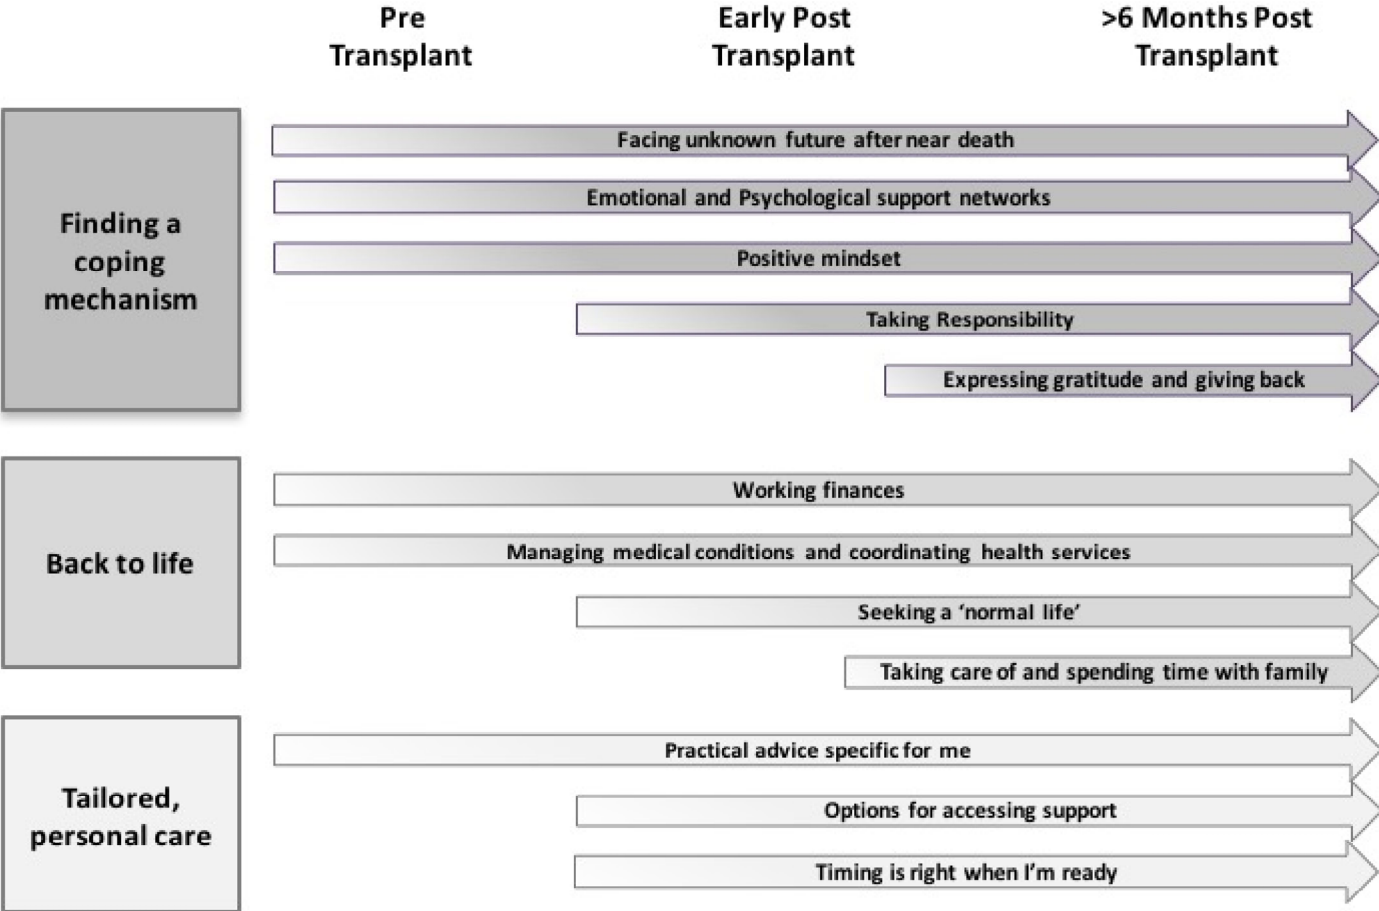 Pre
Transplant
Early Post
Transplant
>6 Months Post
Transplant
Finding a
coping
mechanism
Facing unknown future after near death
Emotional and Psychological support networks
Positive mindset
Taking Responsibility
Expressing gratitude and giving back
Back to life
Working finances
Managing medical conditions and coordinating health services
Seeking a ‘normal life’
Taking care of and spending time with family
Tailored,
personal care
Practical advice specific for me
Options for accessing support
Timing is right when I’m ready